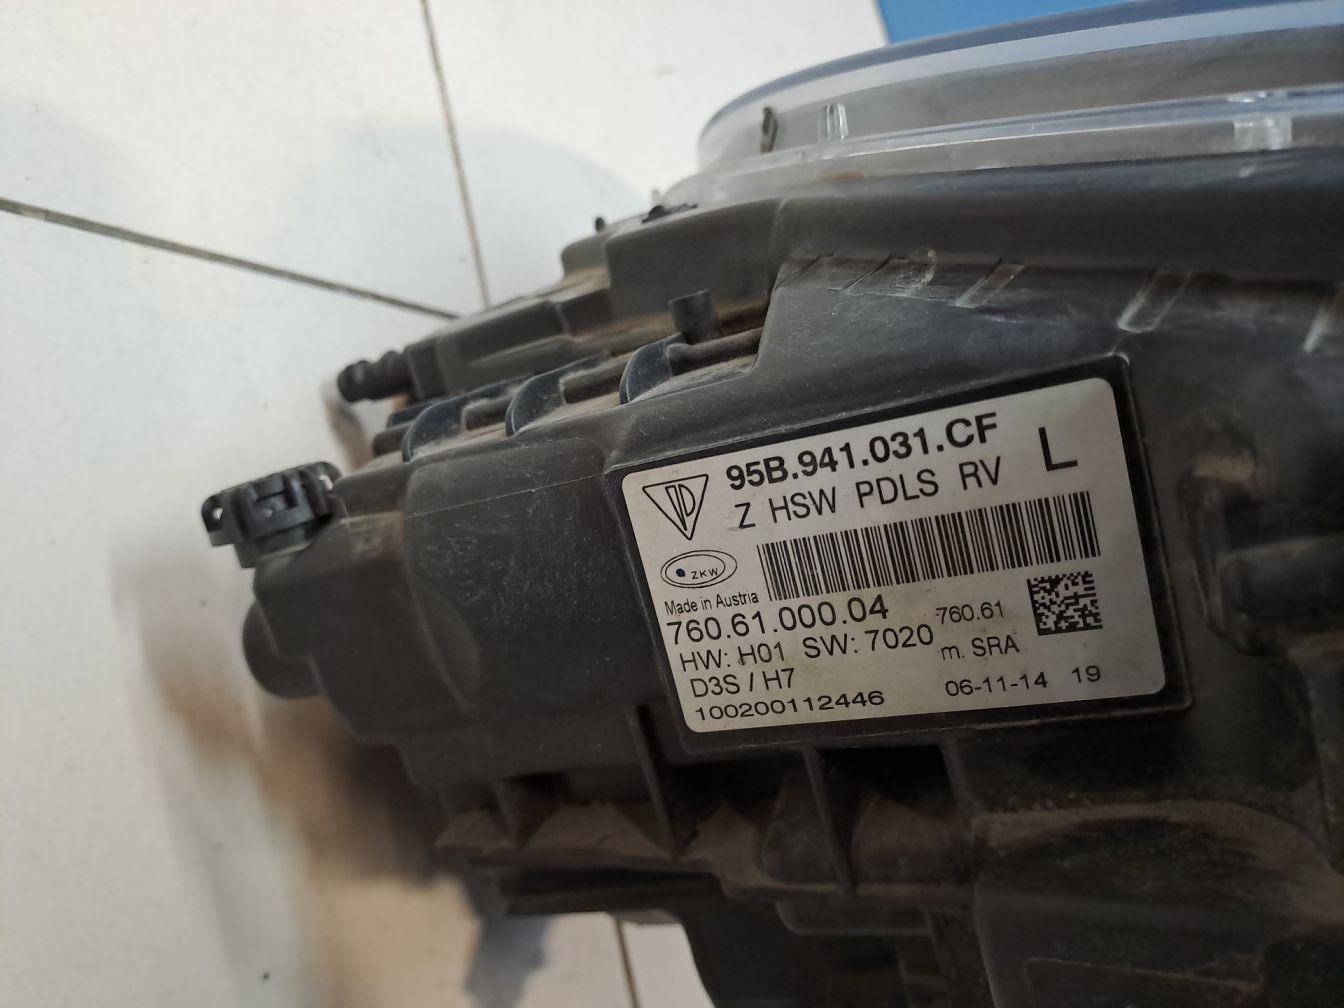 95B.941.031.CF
L
Z HSW PDLS RV
ZKW
Made in Austria
760.61.000.04
760.61
HW: H01 SW: 7020
m. SRA
D3S / H7
100200112446
06-11-14 19